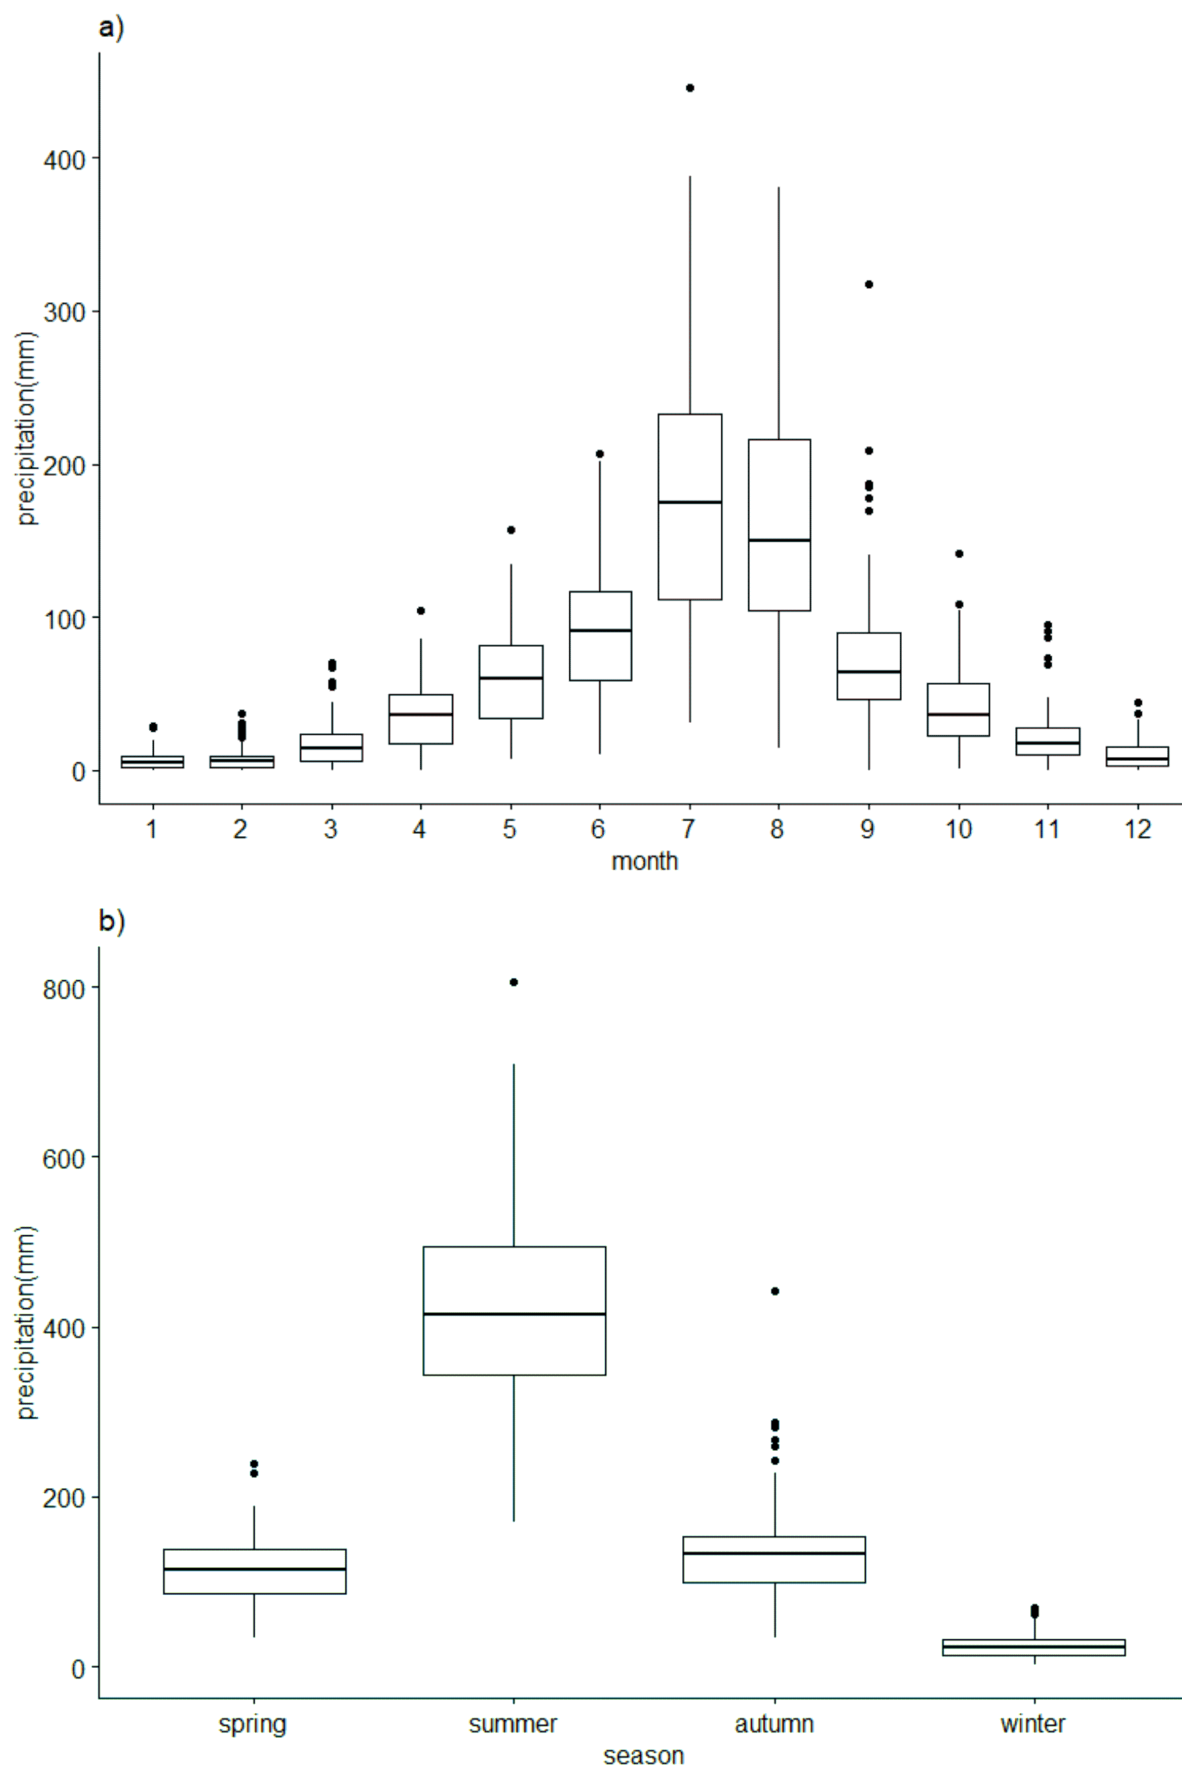 a)
precipitation(mm)
400
300
200
100
0
1 2 3 4 5 6 7 8 9 10 11 12
month
b)
precipitation(mm)
800
600
400
200
0
spring summer autumn winter
season